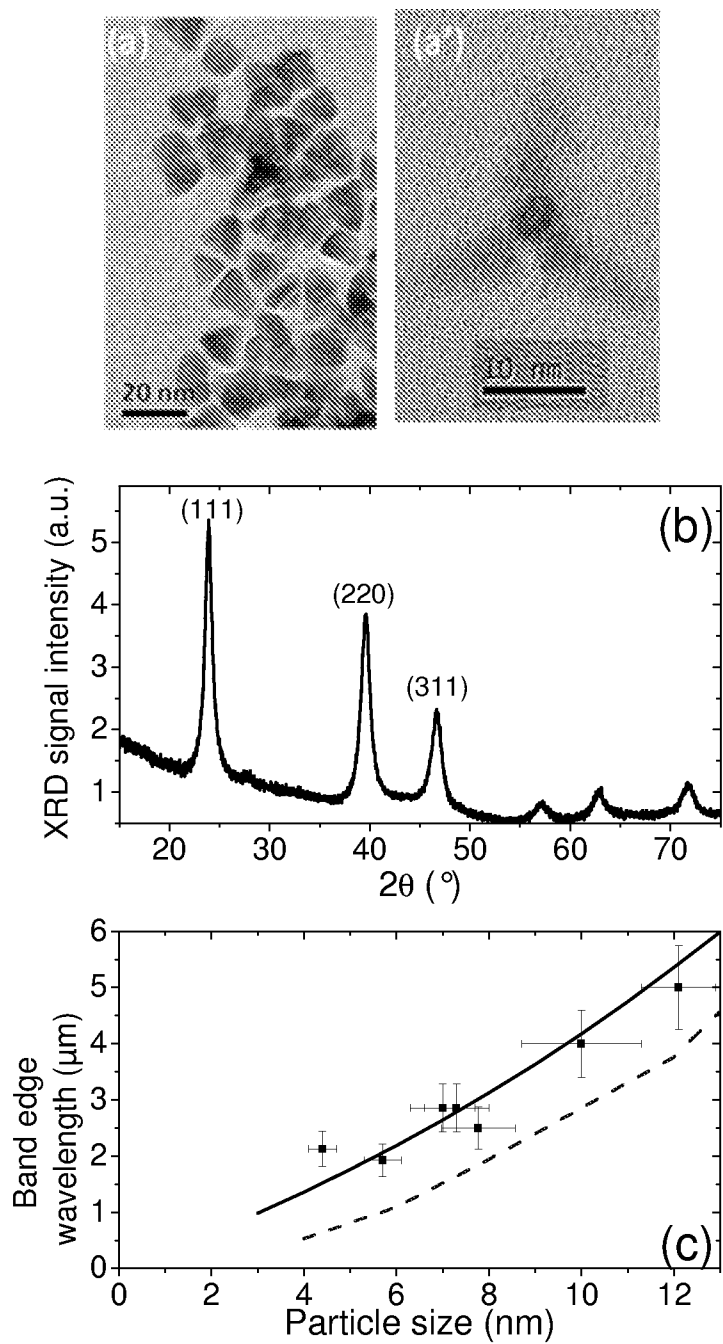 (a)
(a')
20 nm
10 nm
(b)
XRD signal intensity (a.u.)
5
4
3
2
1
(111)
(220)
(311)
20
30
40
50
60
70
2θ (°)
(c)
Band edge
wavelength (µm)
6
5
4
3
2
1
0
0
2
4
6
8
10
12
Particle size (nm)